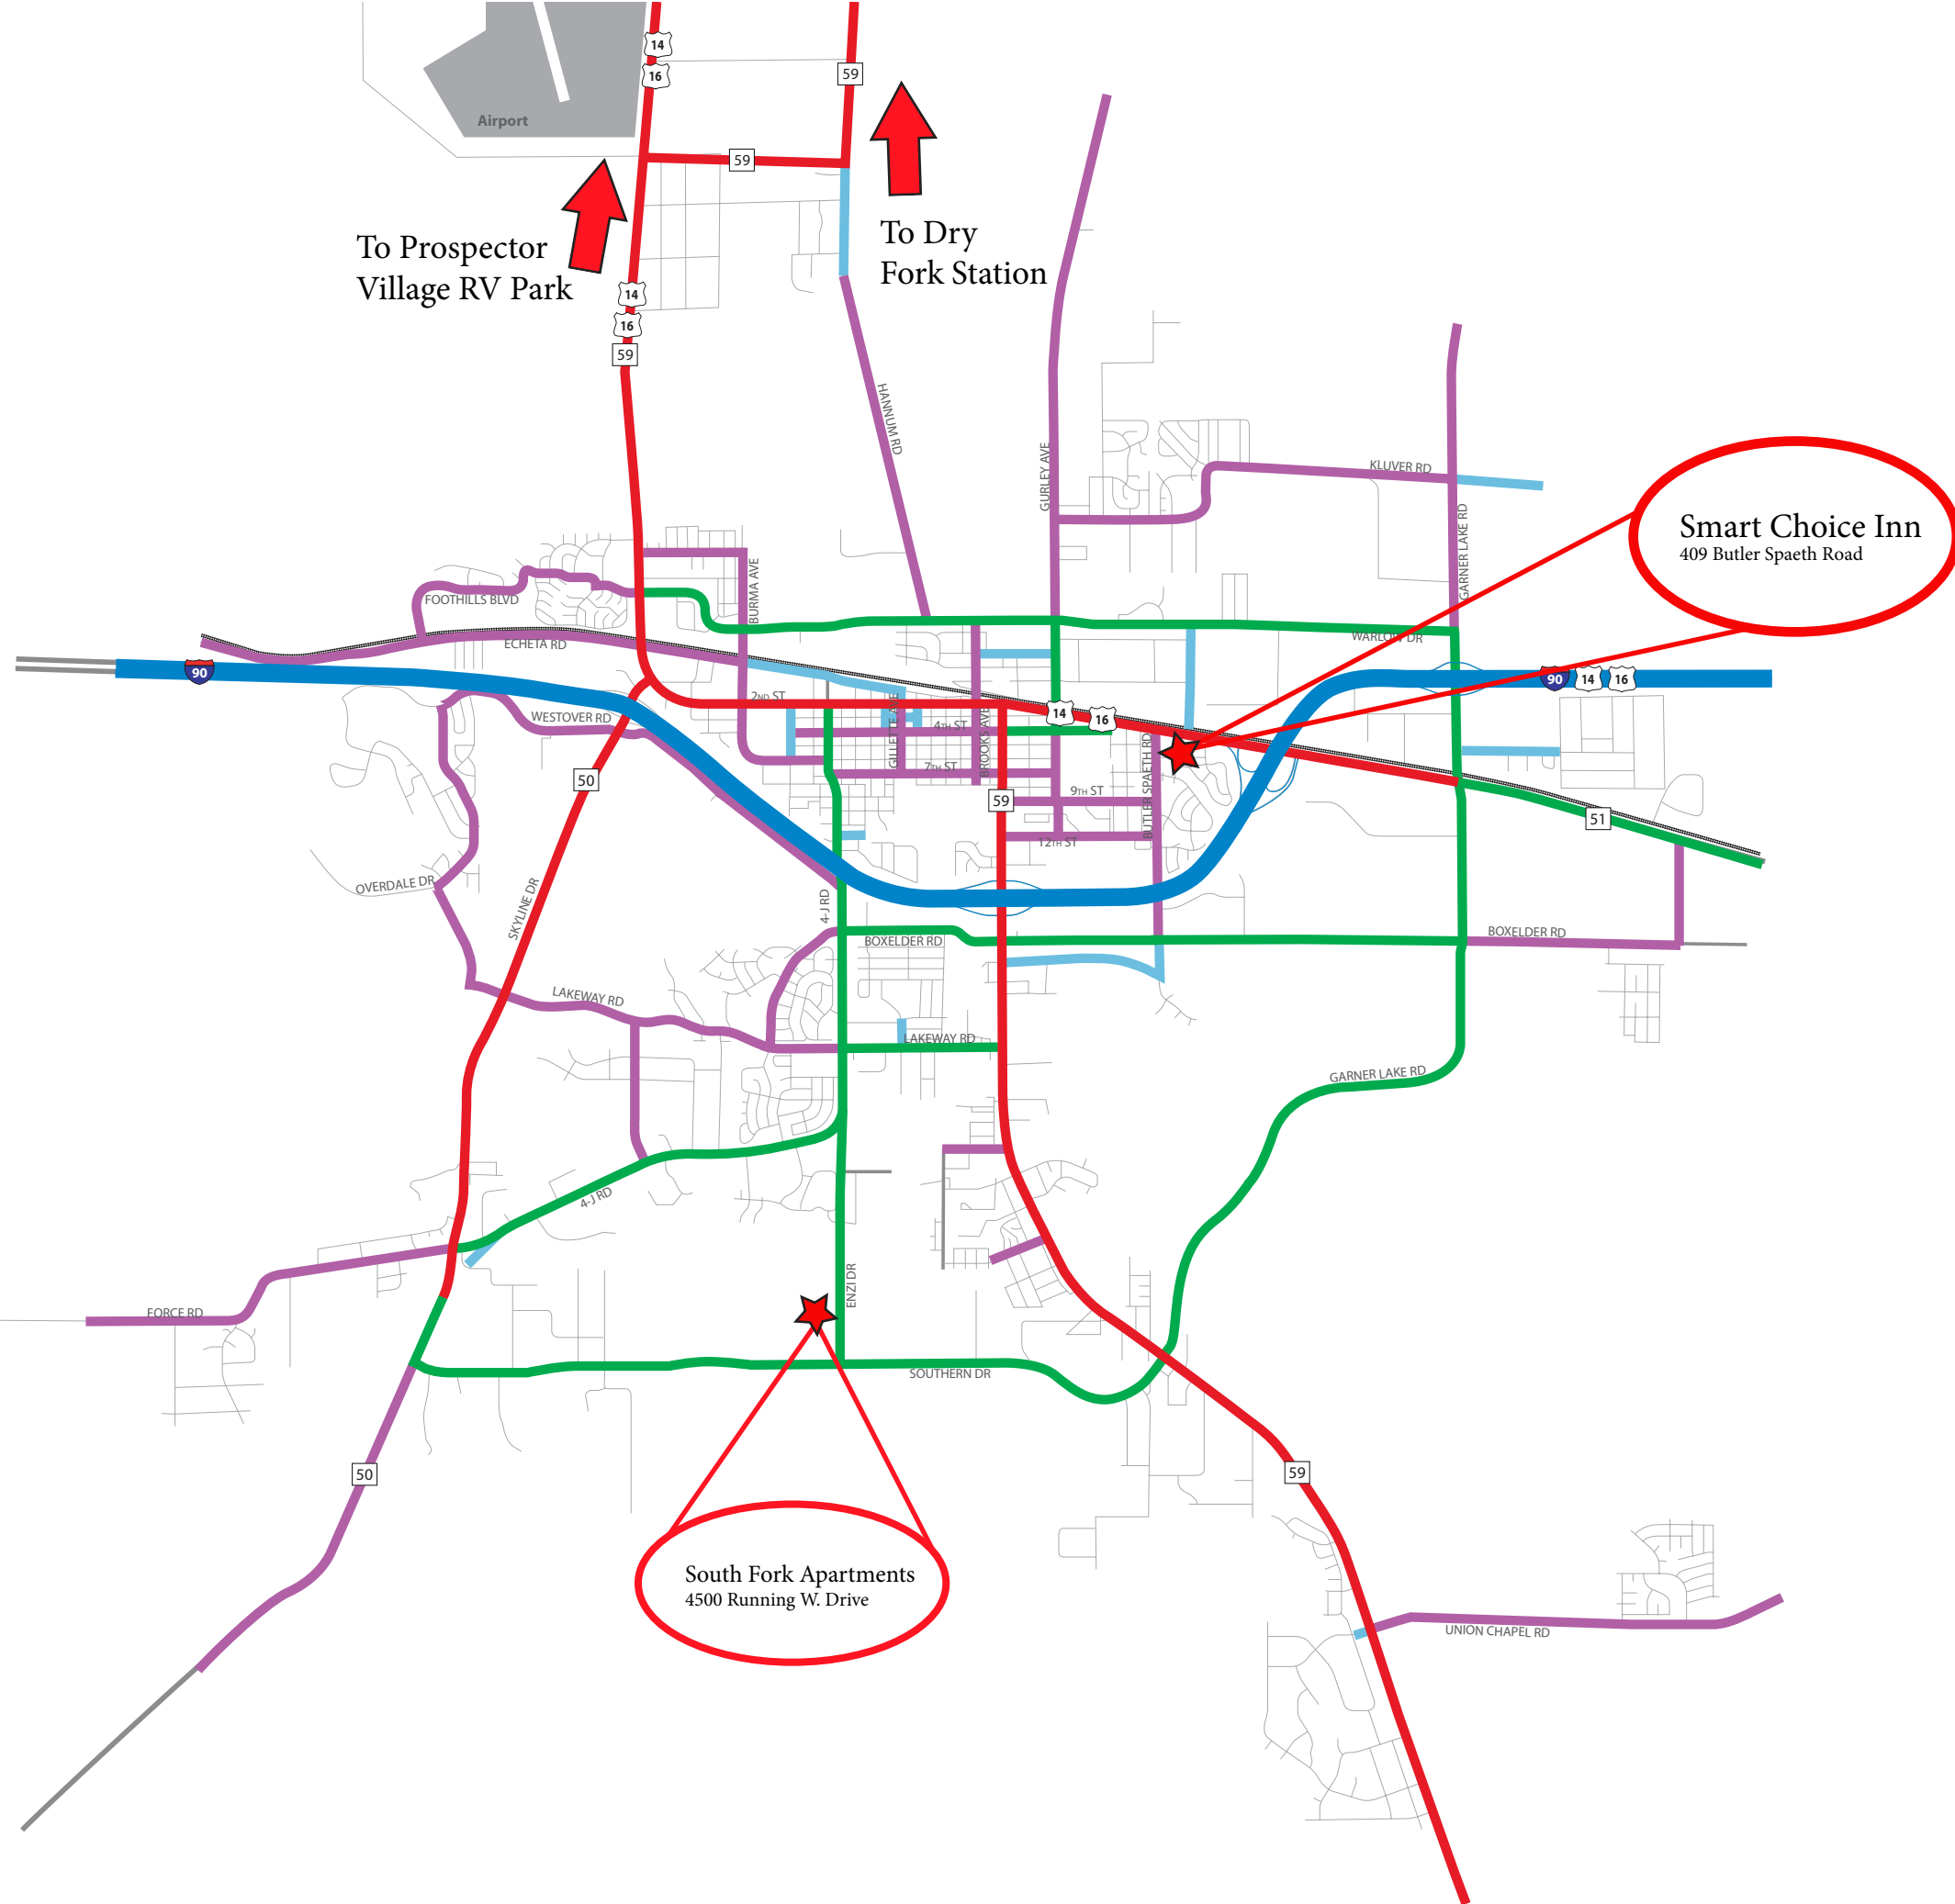 14
16
59
Airport
59
To Prospector
Village RV Park
To Dry
Fork Station
14
16
59
HANNUM RD
GURLEY AVE
KLUVER RD
GARNER LAKE RD
Smart Choice Inn
409 Butler Spaeth Road
BURMA AVE
FOOTHILLS BLVD
ECHETA RD
WARLOW DR
90
90
14
16
2ND ST
WESTOVER RD
GILLETTE AVE
4TH ST
BROOKS AVE
14
16
7TH ST
BUTLER SPAETH RD
50
59
9TH ST
12TH ST
51
OVERDALE DR
SKYLINE DR
4-J RD
BOXELDER RD
BOXELDER RD
LAKEWAY RD
LAKEWAY RD
GARNER LAKE RD
4-J RD
ENZI DR
FORCE RD
SOUTHERN DR
50
59
South Fork Apartments
4500 Running W. Drive
UNION CHAPEL RD